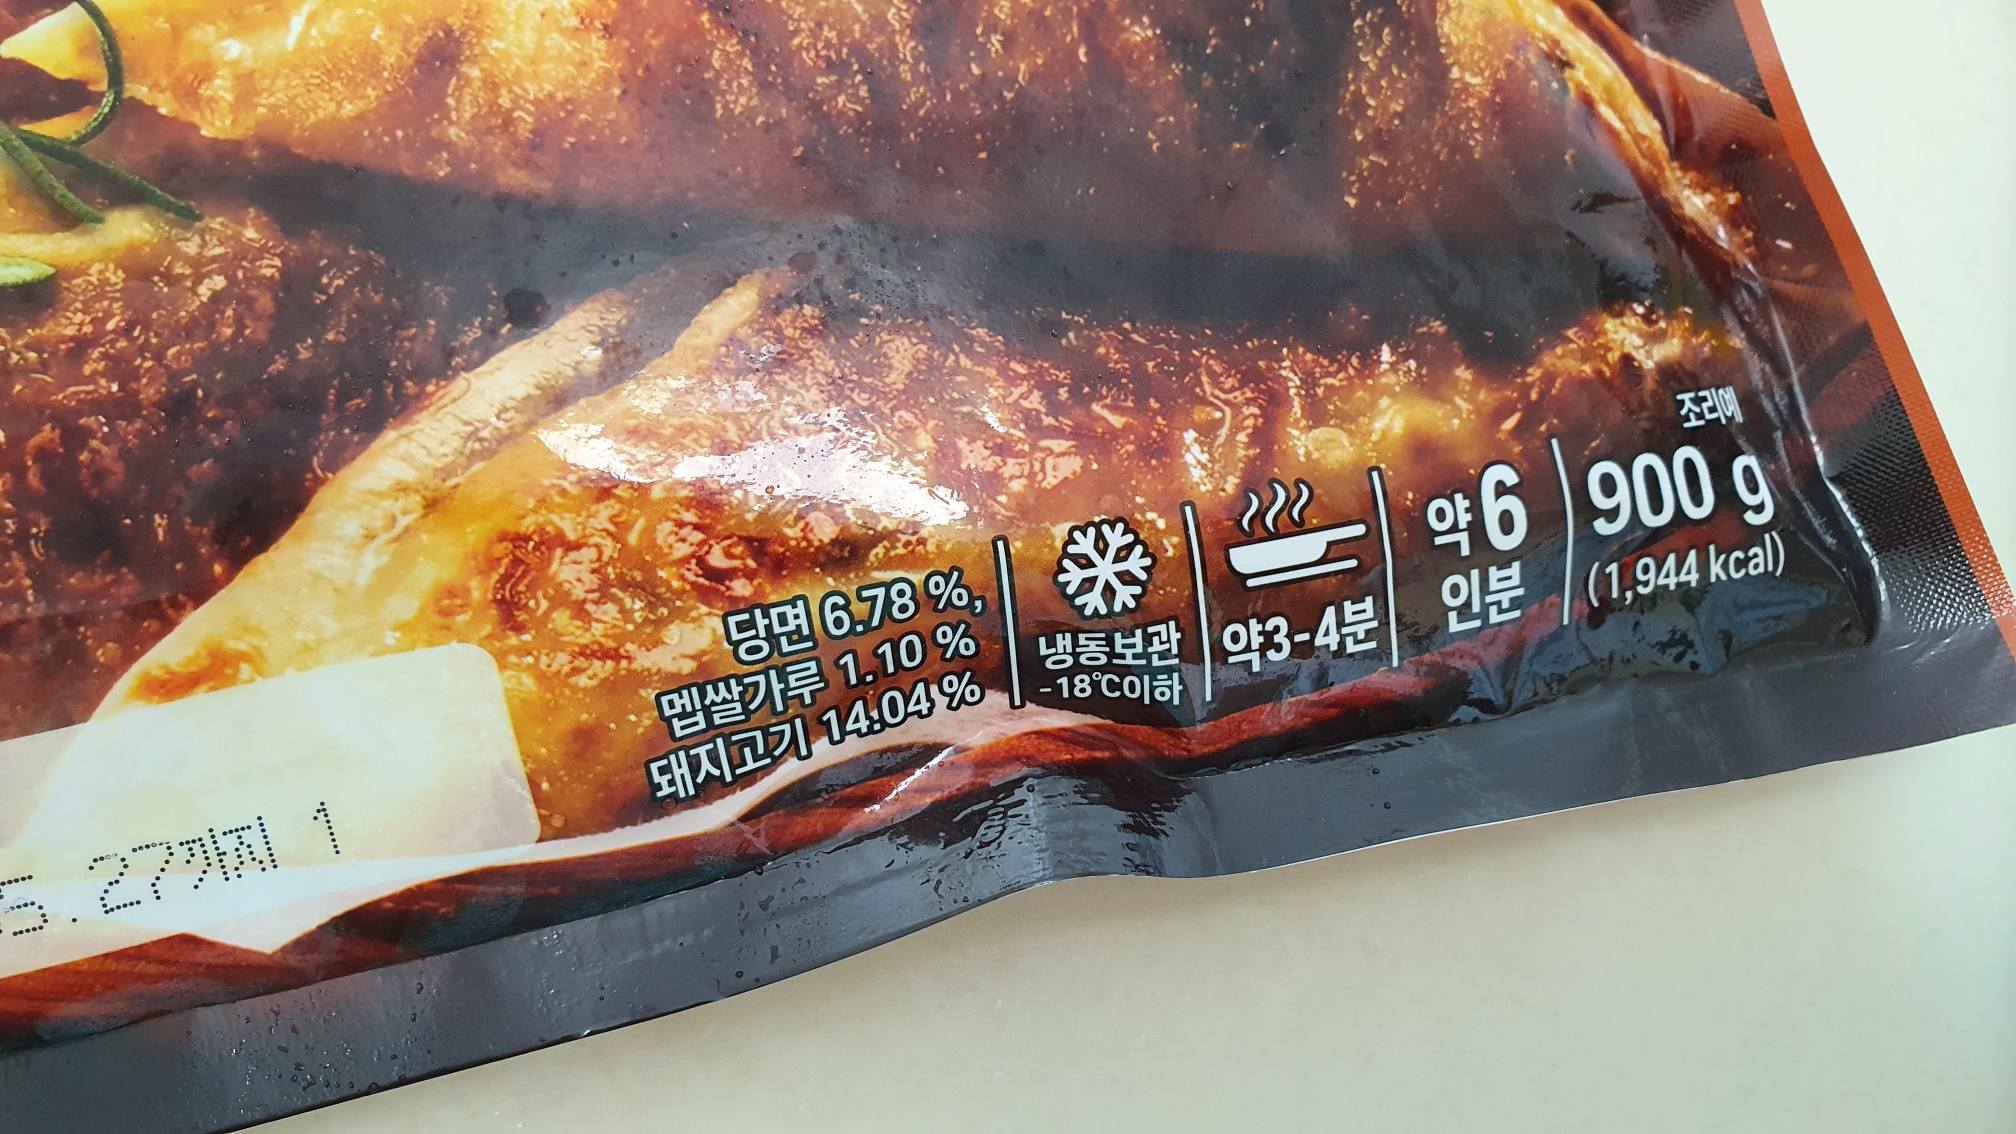 조리예
당면 6.78 %,
멥쌀가루 1.10 %
돼지고기 14.04 %
냉동보관
-18℃이하
약3-4분
약 6
인분
900 g
(1,944 kcal)
5.27까지 1